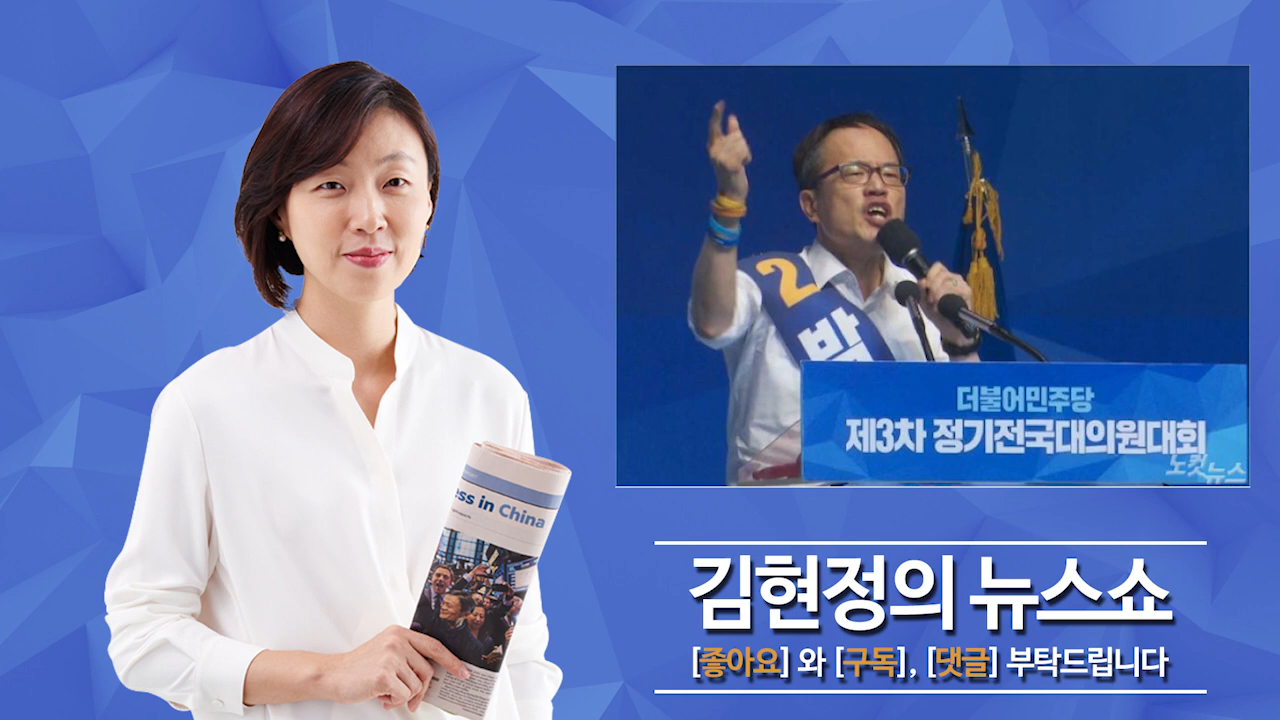 2
박
더불어민주당
제3차 정기전국대의원대회
노컷뉴스
ess in China
김현정의 뉴스쇼
[좋아요] 와 [구독], [댓글] 부탁드립니다